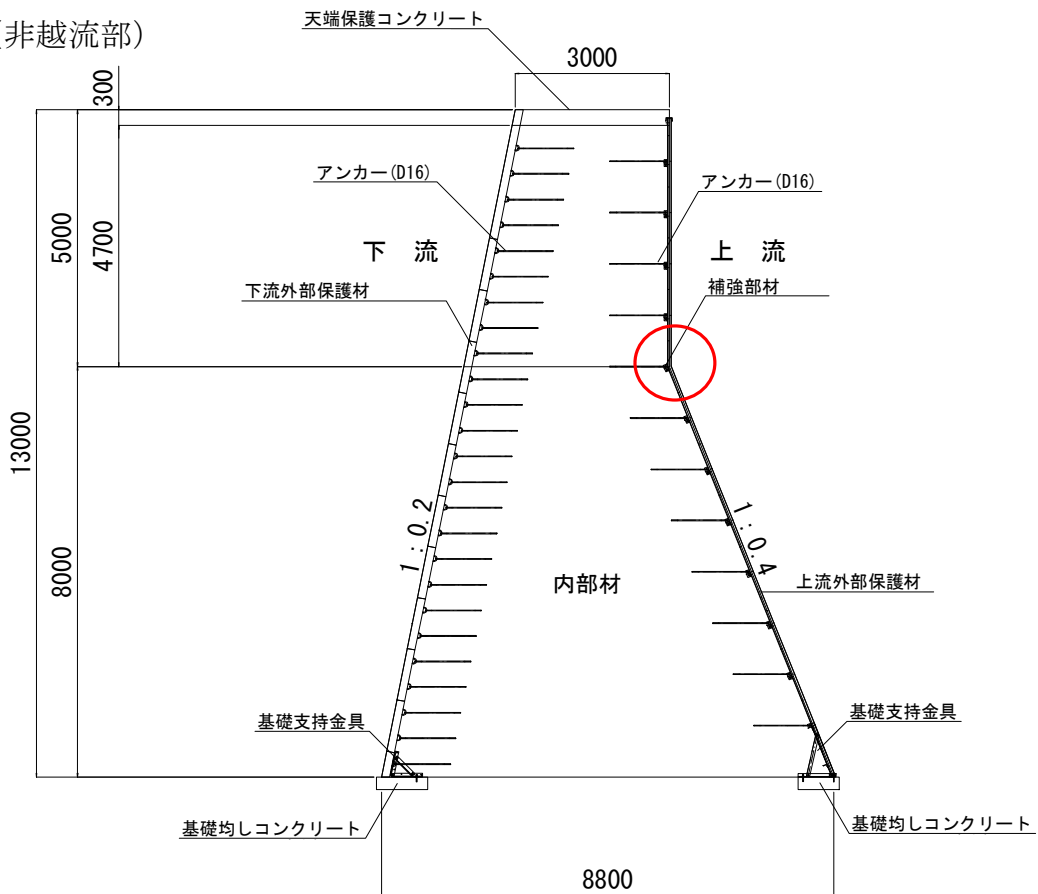 天端保護コンクリート
(非越流部)
3000
300
アンカー(D16)
アンカー(D16)
5000
4700
下 流
上 流
補強部材
下流外部保護材
13000
1:0.2
1:0.4
8000
内部材
上流外部保護材
基礎支持金具
基礎支持金具
基礎均しコンクリート
基礎均しコンクリート
8800